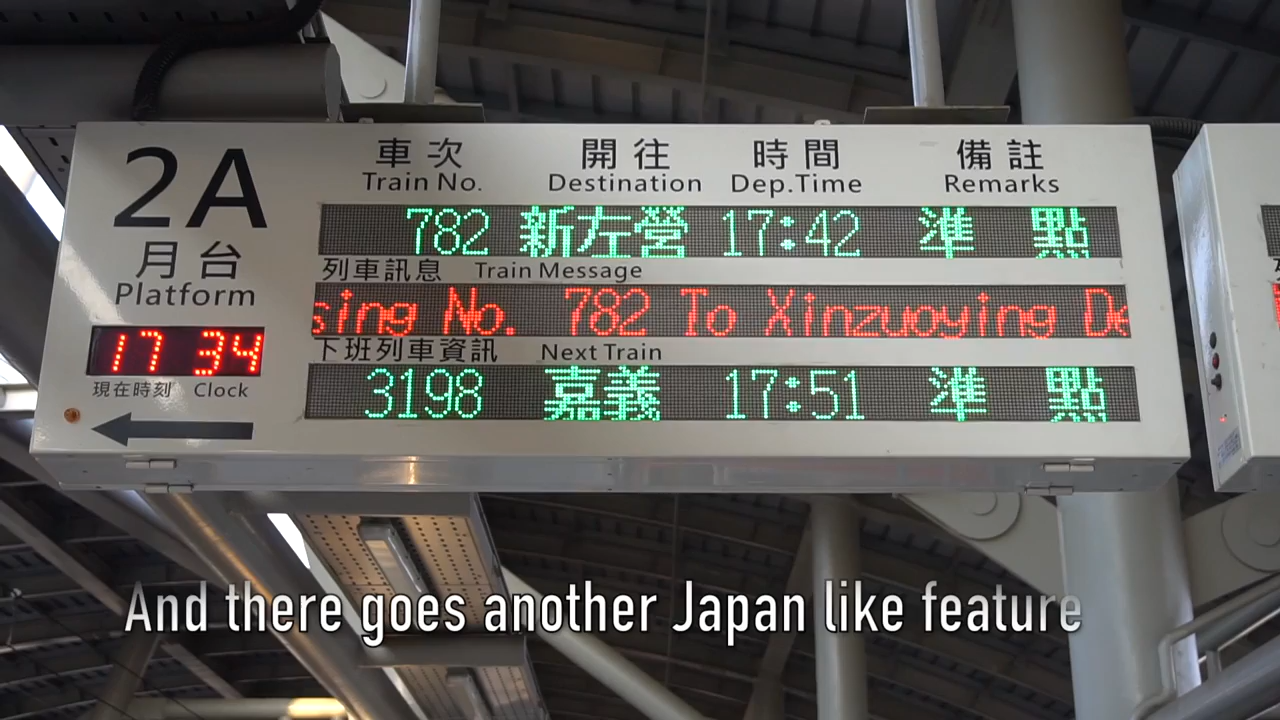 2A
月台
Platform
17 34
現在時刻 Clock
車次 開往 時間 備註
Train No. Destination Dep.Time Remarks
782 新左營 17:42 準點
列車訊息 Train Message
sing No. 782 To Xinzuoying De
下班列車資訊 Next Train
3198 嘉義 17:51 準點
And there goes another Japan like feature